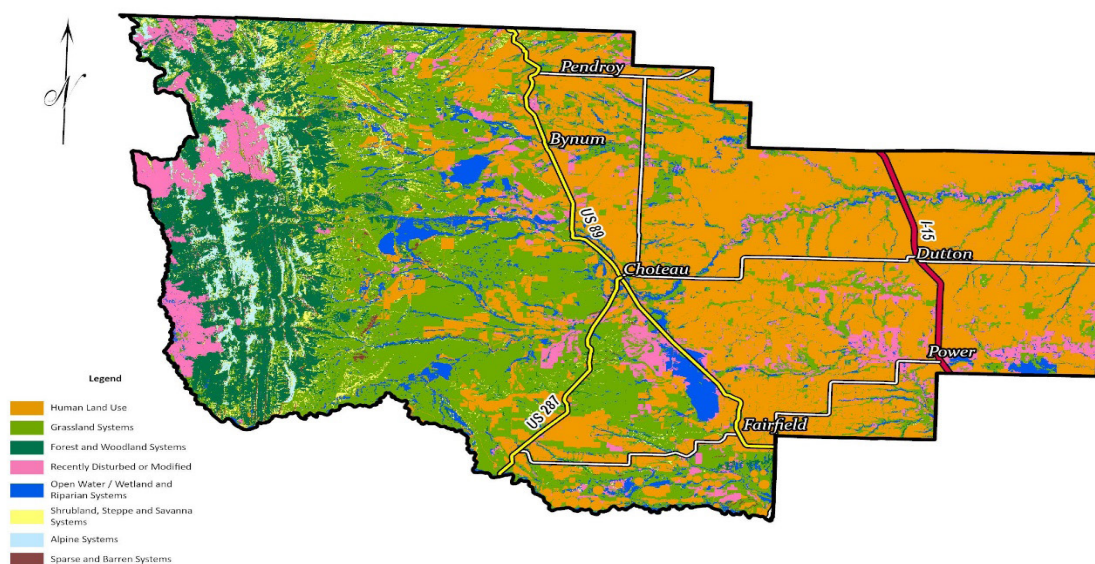 N
Pendroy
Bynum
US 89
I-15
Choteau
Dutton
Power
US 287
Fairfield
Legend
Human Land Use
Grassland Systems
Forest and Woodland Systems
Recently Disturbed or Modified
Open Water / Wetland and
Riparian Systems
Shrubland, Steppe and Savanna
Systems
Alpine Systems
Sparse and Barren Systems